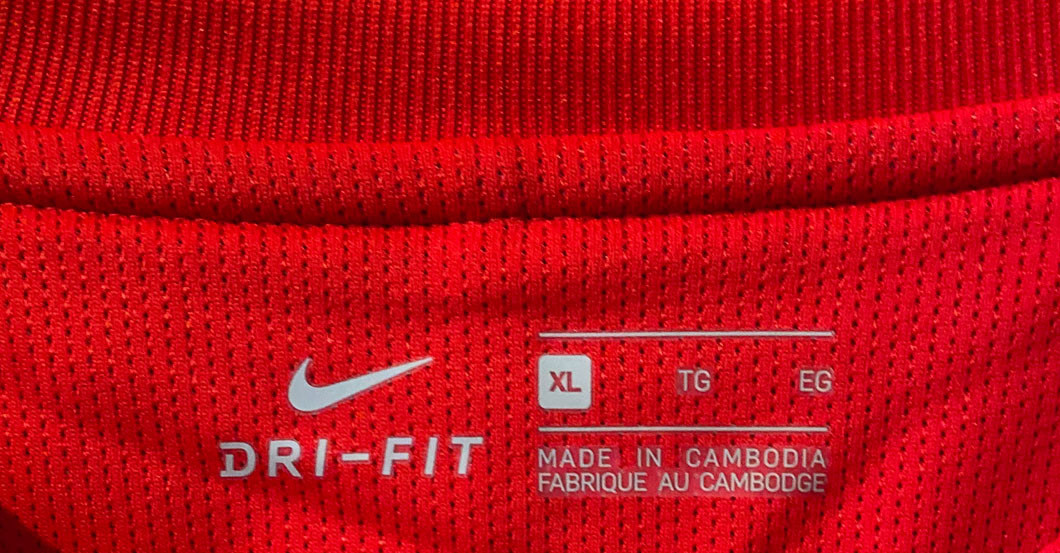 DRI-FIT
XL TG EG
MADE IN CAMBODIA
FABRIQUE AU CAMBODGE